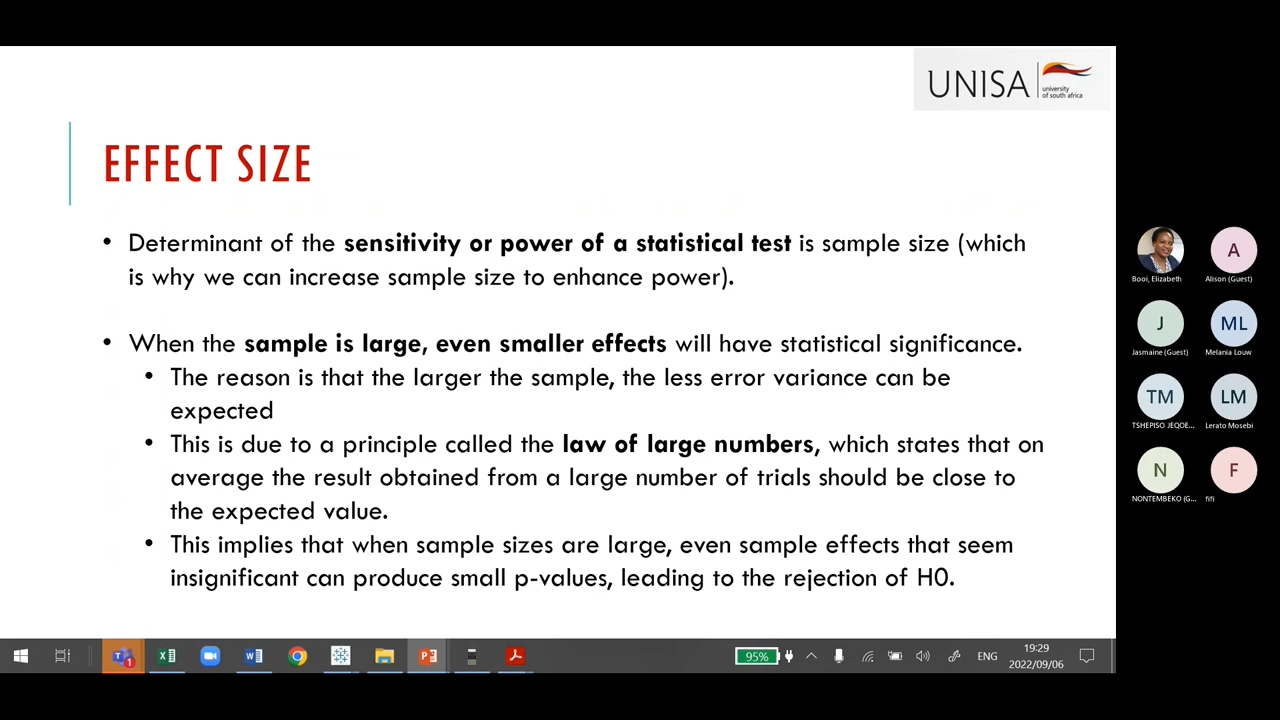 UNISA
university
of south africa
EFFECT SIZE
• Determinant of the sensitivity or power of a statistical test is sample size (which
is why we can increase sample size to enhance power).
• When the sample is large, even smaller effects will have statistical significance.
• The reason is that the larger the sample, the less error variance can be
expected
• This is due to a principle called the law of large numbers, which states that on
average the result obtained from a large number of trials should be close to
the expected value.
• This implies that when sample sizes are large, even sample effects that seem
insignificant can produce small p-values, leading to the rejection of H0.
A
Booi, Elizabeth
Alison (Guest)
J
ML
Jasmaine (Guest)
Melania Louw
TM
LM
TSHEPISO JEQOE...
Lerato Mosebi
N
F
NONTEMBEKO (G...
fifi
1
95%
ENG
19:29
2022/09/06